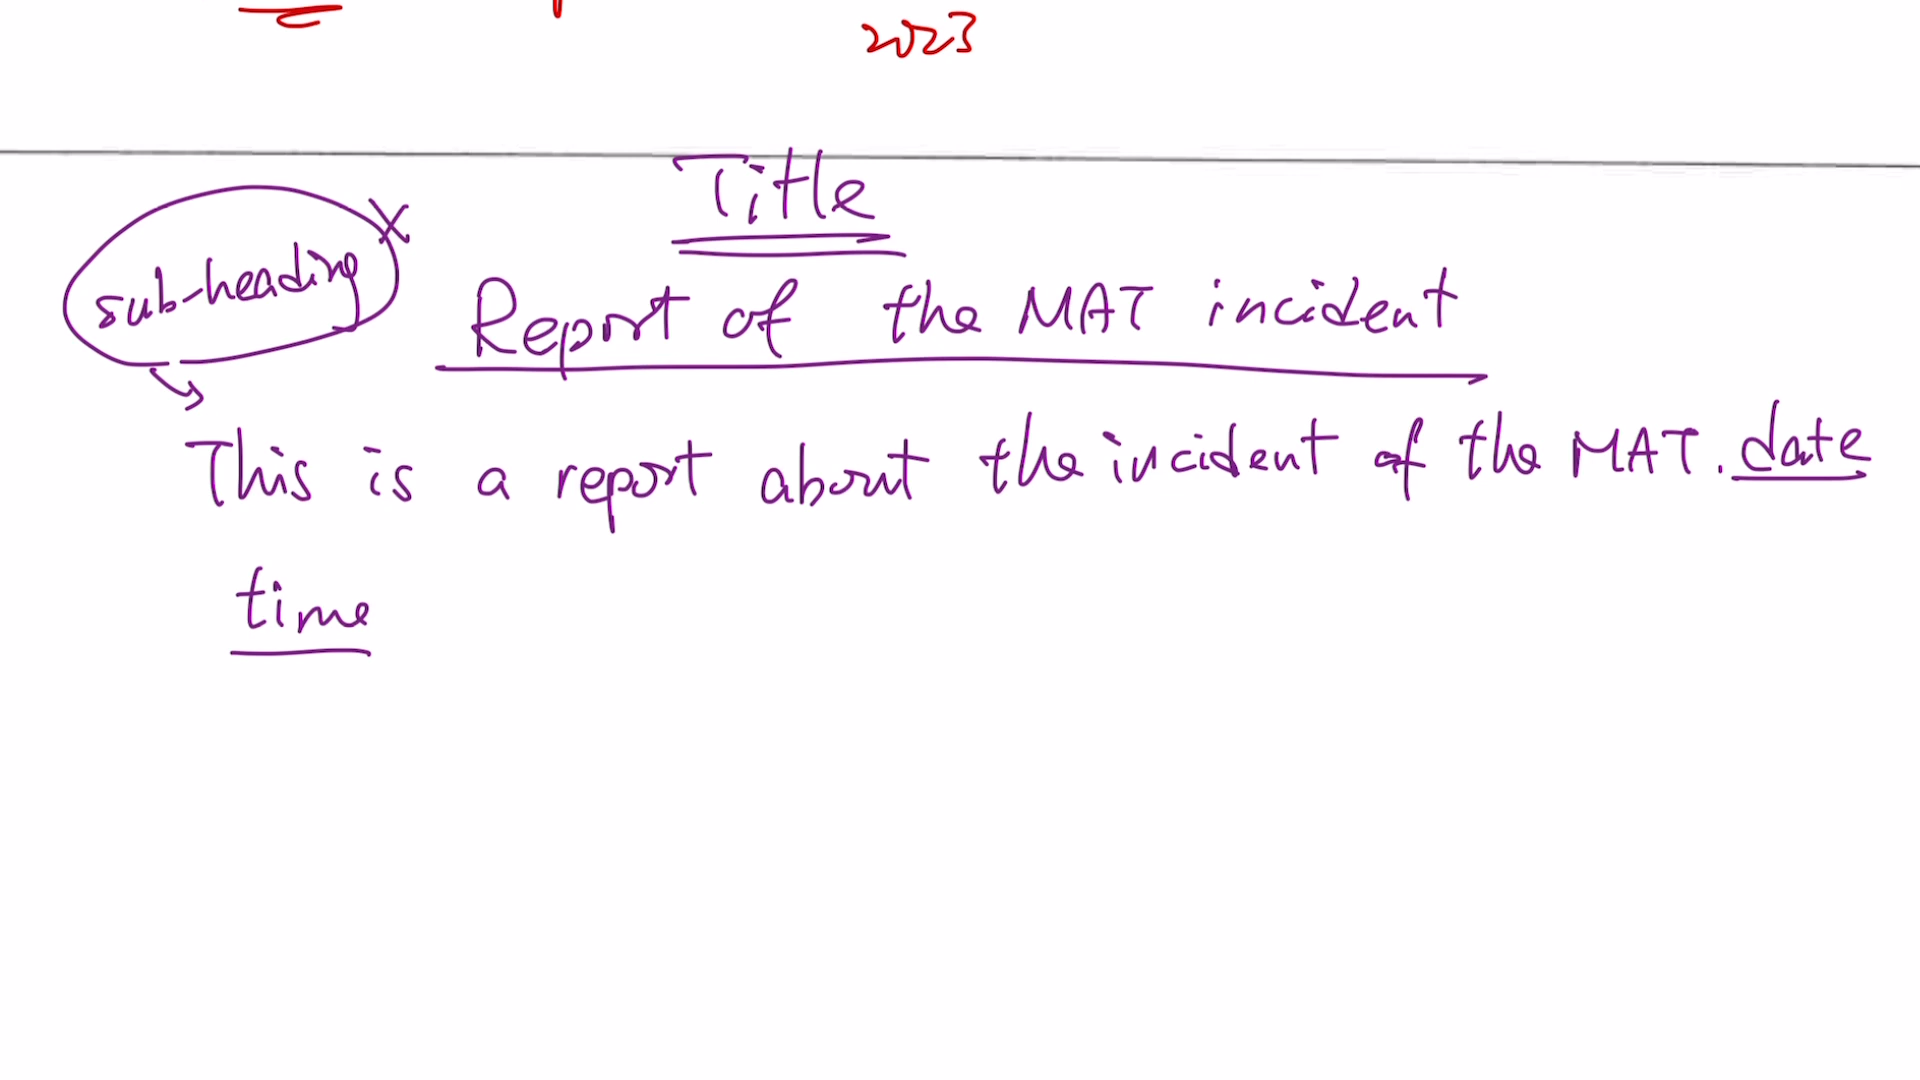 2023
Title
sub-heading X
Report of the MAT incident
This is a report about the incident of the MAT. date
time